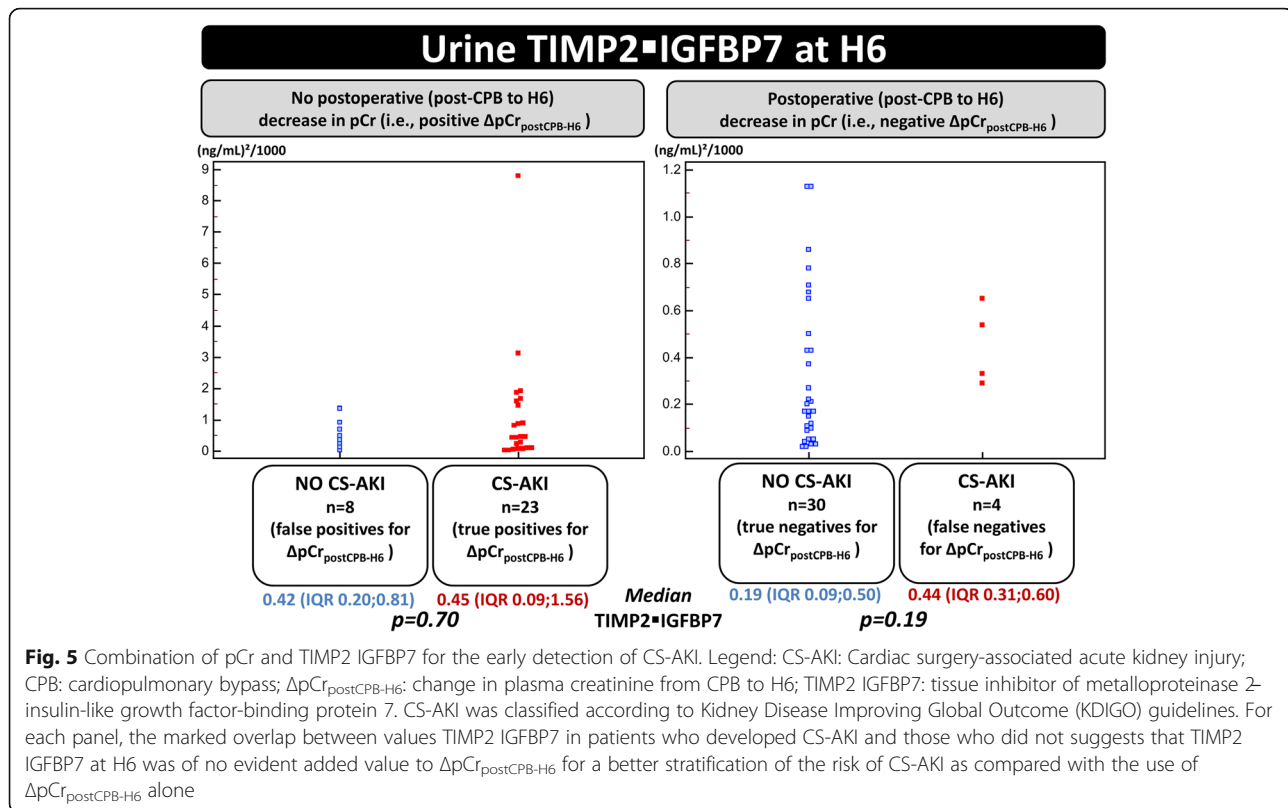 Urine TIMP2▪IGFBP7 at H6
No postoperative (post-CPB to H6)
decrease in pCr (i.e., positive ΔpCrpostCPB-H6 )
Postoperative (post-CPB to H6)
decrease in pCr (i.e., negative ΔpCrpostCPB-H6 )
(ng/mL)²/1000
9
8
7
6
5
4
3
2
1
0
(ng/mL)²/1000
1.2
1.0
0.8
0.6
0.4
0.2
0.0
NO CS-AKI
n=8
(false positives for
ΔpCrpostCPB-H6 )
CS-AKI
n=23
(true positives for
ΔpCrpostCPB-H6 )
NO CS-AKI
n=30
(true negatives for
ΔpCrpostCPB-H6 )
CS-AKI
n=4
(false negatives
for ΔpCrpostCPB-H6 )
0.42 (IQR 0.20;0.81)
0.45 (IQR 0.09;1.56)
Median
0.19 (IQR 0.09;0.50)
0.44 (IQR 0.31;0.60)
p=0.70
TIMP2▪IGFBP7
p=0.19
Fig. 5 Combination of pCr and TIMP2 IGFBP7 for the early detection of CS-AKI. Legend: CS-AKI: Cardiac surgery-associated acute kidney injury;
CPB: cardiopulmonary bypass; ΔpCrpostCPB-H6: change in plasma creatinine from CPB to H6; TIMP2 IGFBP7: tissue inhibitor of metalloproteinase 2–
insulin-like growth factor-binding protein 7. CS-AKI was classified according to Kidney Disease Improving Global Outcome (KDIGO) guidelines. For
each panel, the marked overlap between values TIMP2 IGFBP7 in patients who developed CS-AKI and those who did not suggests that TIMP2
IGFBP7 at H6 was of no evident added value to ΔpCrpostCPB-H6 for a better stratification of the risk of CS-AKI as compared with the use of
ΔpCrpostCPB-H6 alone